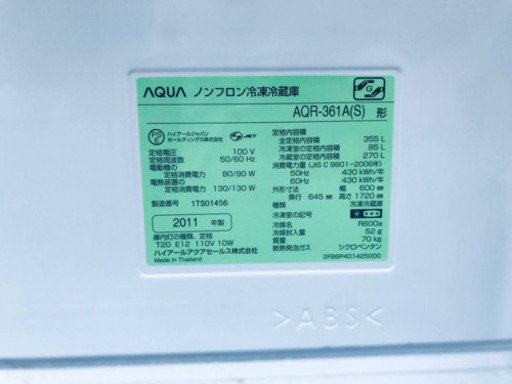 AQUA ノンフロン冷凍冷蔵庫
AQR-361A(S) 形
ハイアールジャパン
ホールディングス株式会社
JET
定格電圧 100 V
定格周波数 50/60 Hz
電動機の
定格消費電力 80/90 W
電熱装置の
定格消費電力 130/130 W
製造番号 1TS01456
2011 年製
庫内灯の種類、定格
T20 E12 110V 10W
ハイアールアクアセールス株式会社
Made in Thailand
定格内容積
全定格内容積 355 L
冷凍室の定格内容積 85 L
冷蔵室の定格内容積 270 L
消費電力量 (JIS C 9801-2006年)
50Hz 430 kWh/年
60Hz 430 kWh/年
外形寸法 幅 600 mm
奥行 645 mm 高さ 1720 mm
種類 冷凍冷蔵庫
冷凍室の記号
冷媒 R600a
冷媒封入量 52 g
質量 70 kg
断熱発泡ガス シクロペンタン
2FB6P401425000
>ABS<